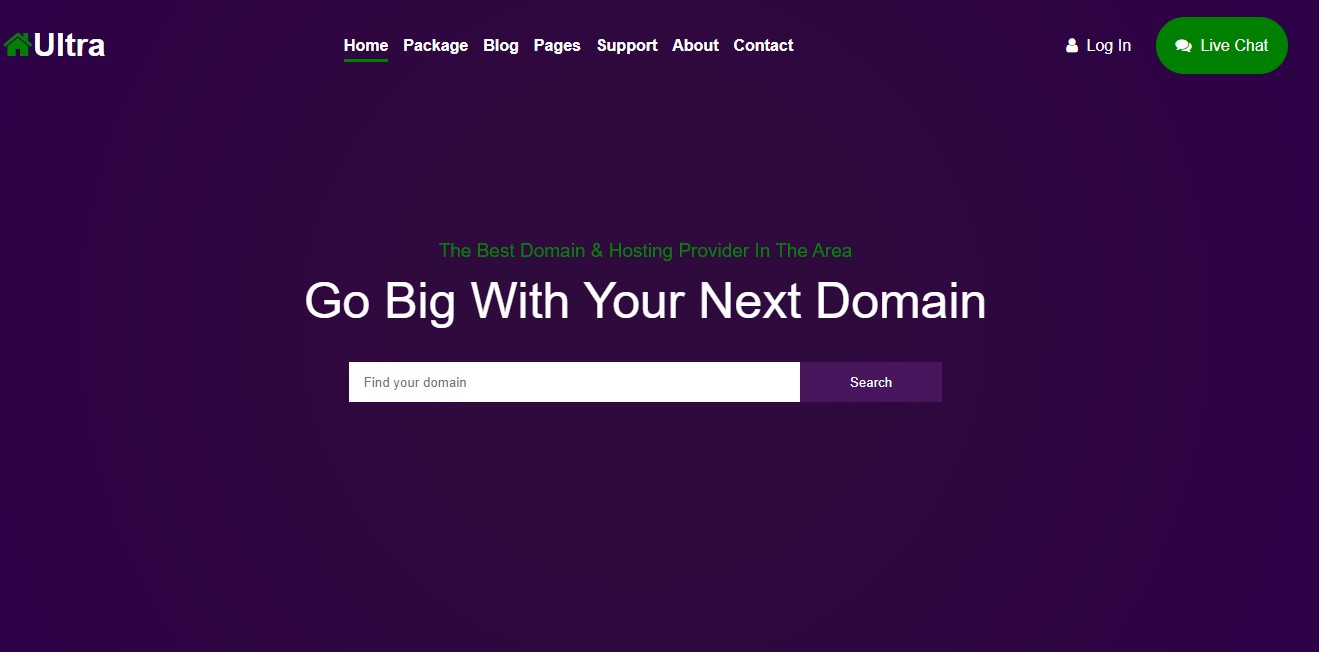 Ultra
Home Package Blog Pages Support About Contact
Log In
Live Chat
The Best Domain & Hosting Provider In The Area
Go Big With Your Next Domain
Find your domain
Search